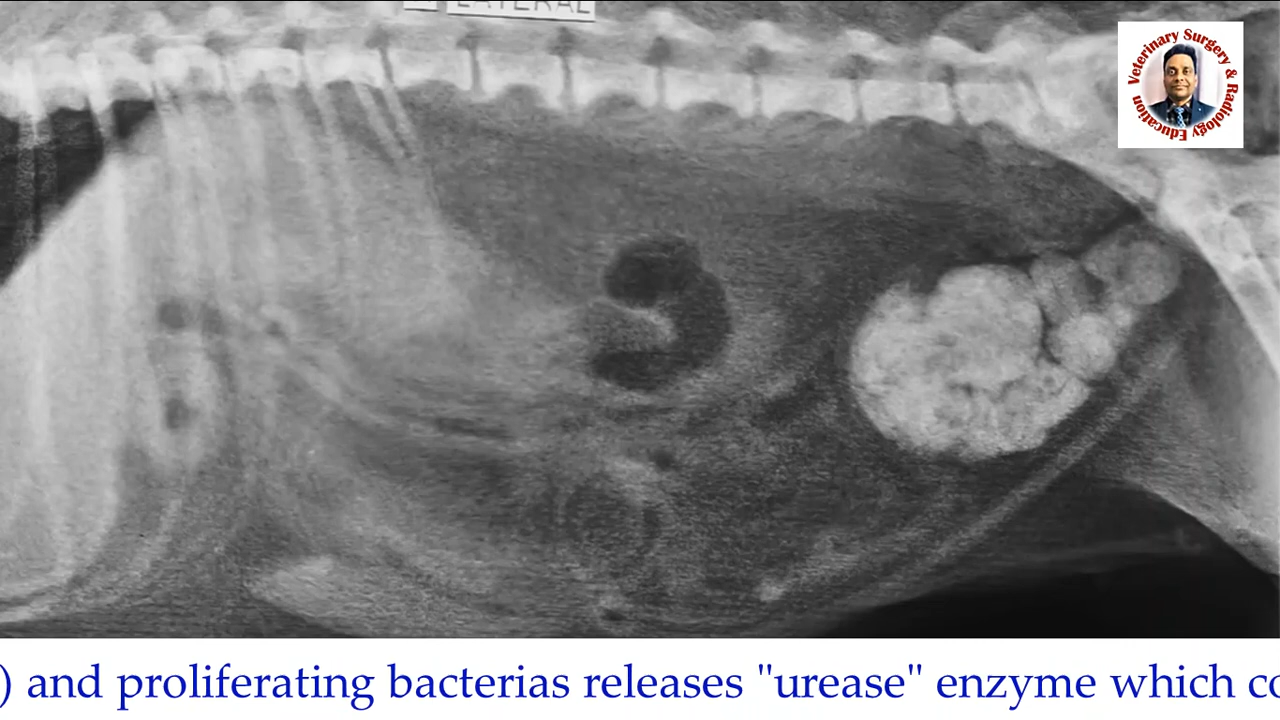 LATERAL
Veterinary Surgery & Radiology Education
) and proliferating bacterias releases "urease" enzyme which co